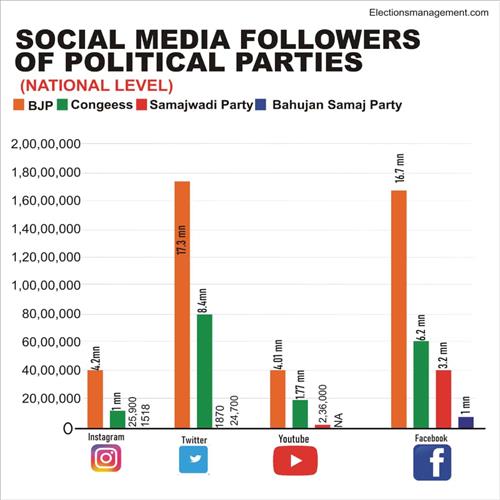 Electionsmanagement.com
SOCIAL MEDIA FOLLOWERS
OF POLITICAL PARTIES
(NATIONAL LEVEL)
BJP Congeess Samajwadi Party Bahujan Samaj Party
2,00,00,000
1,80,00,000
1,60,00,000
1,40,00,000
1,20,00,000
1,00,00,000
80,00,000
60,00,000
40,00,000
20,00,000
0
4.2mn
1 mn
25,900
1518
17.3 mn
8.4mn
1870
24,700
4.01 mn
1.77 mn
2,36,000
NA
16.7 mn
6.2 mn
3.2 mn
1 mn
Instagram
Twitter
Youtube
Facebook